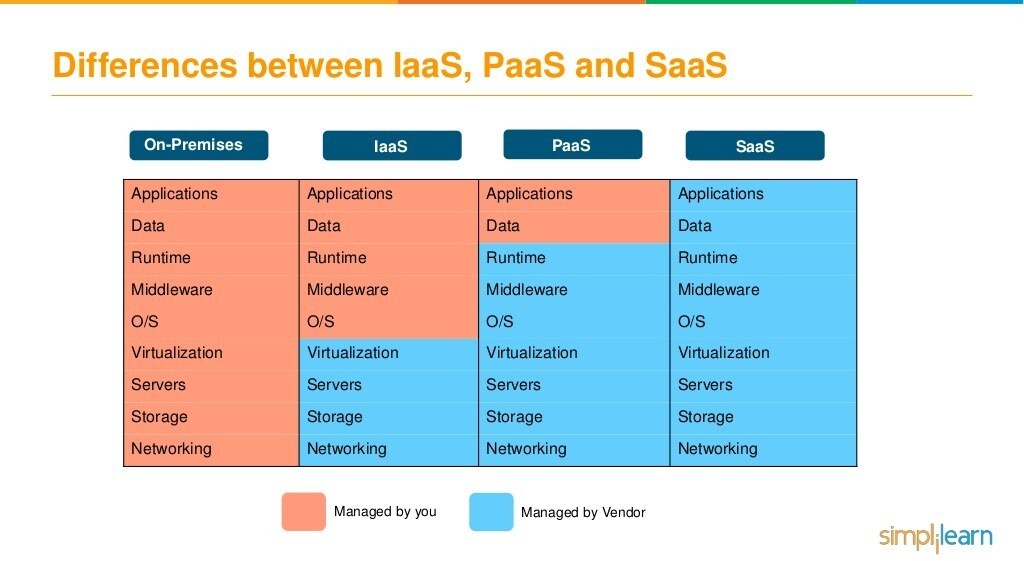 Differences between IaaS, PaaS and SaaS
On-Premises IaaS PaaS SaaS
Applications Applications Applications Applications
Data Data Data Data
Runtime Runtime Runtime Runtime
Middleware Middleware Middleware Middleware
O/S O/S O/S O/S
Virtualization Virtualization Virtualization Virtualization
Servers Servers Servers Servers
Storage Storage Storage Storage
Networking Networking Networking Networking
Managed by you Managed by Vendor
simplilearn